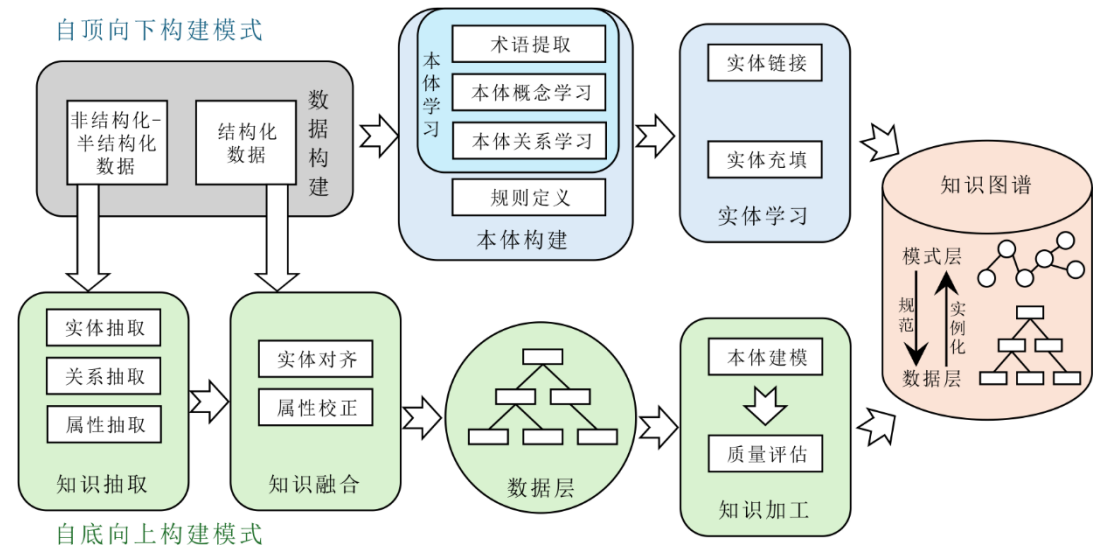 自顶向下构建模式
非结构化-
半结构化
数据
结构化
数据
数据构建
本体学习
术语提取
本体概念学习
本体关系学习
规则定义
本体构建
实体链接
实体充填
实体学习
知识图谱
模式层
规范
实例化
数据层
实体抽取
关系抽取
属性抽取
知识抽取
实体对齐
属性校正
知识融合
数据层
本体建模
质量评估
知识加工
自底向上构建模式